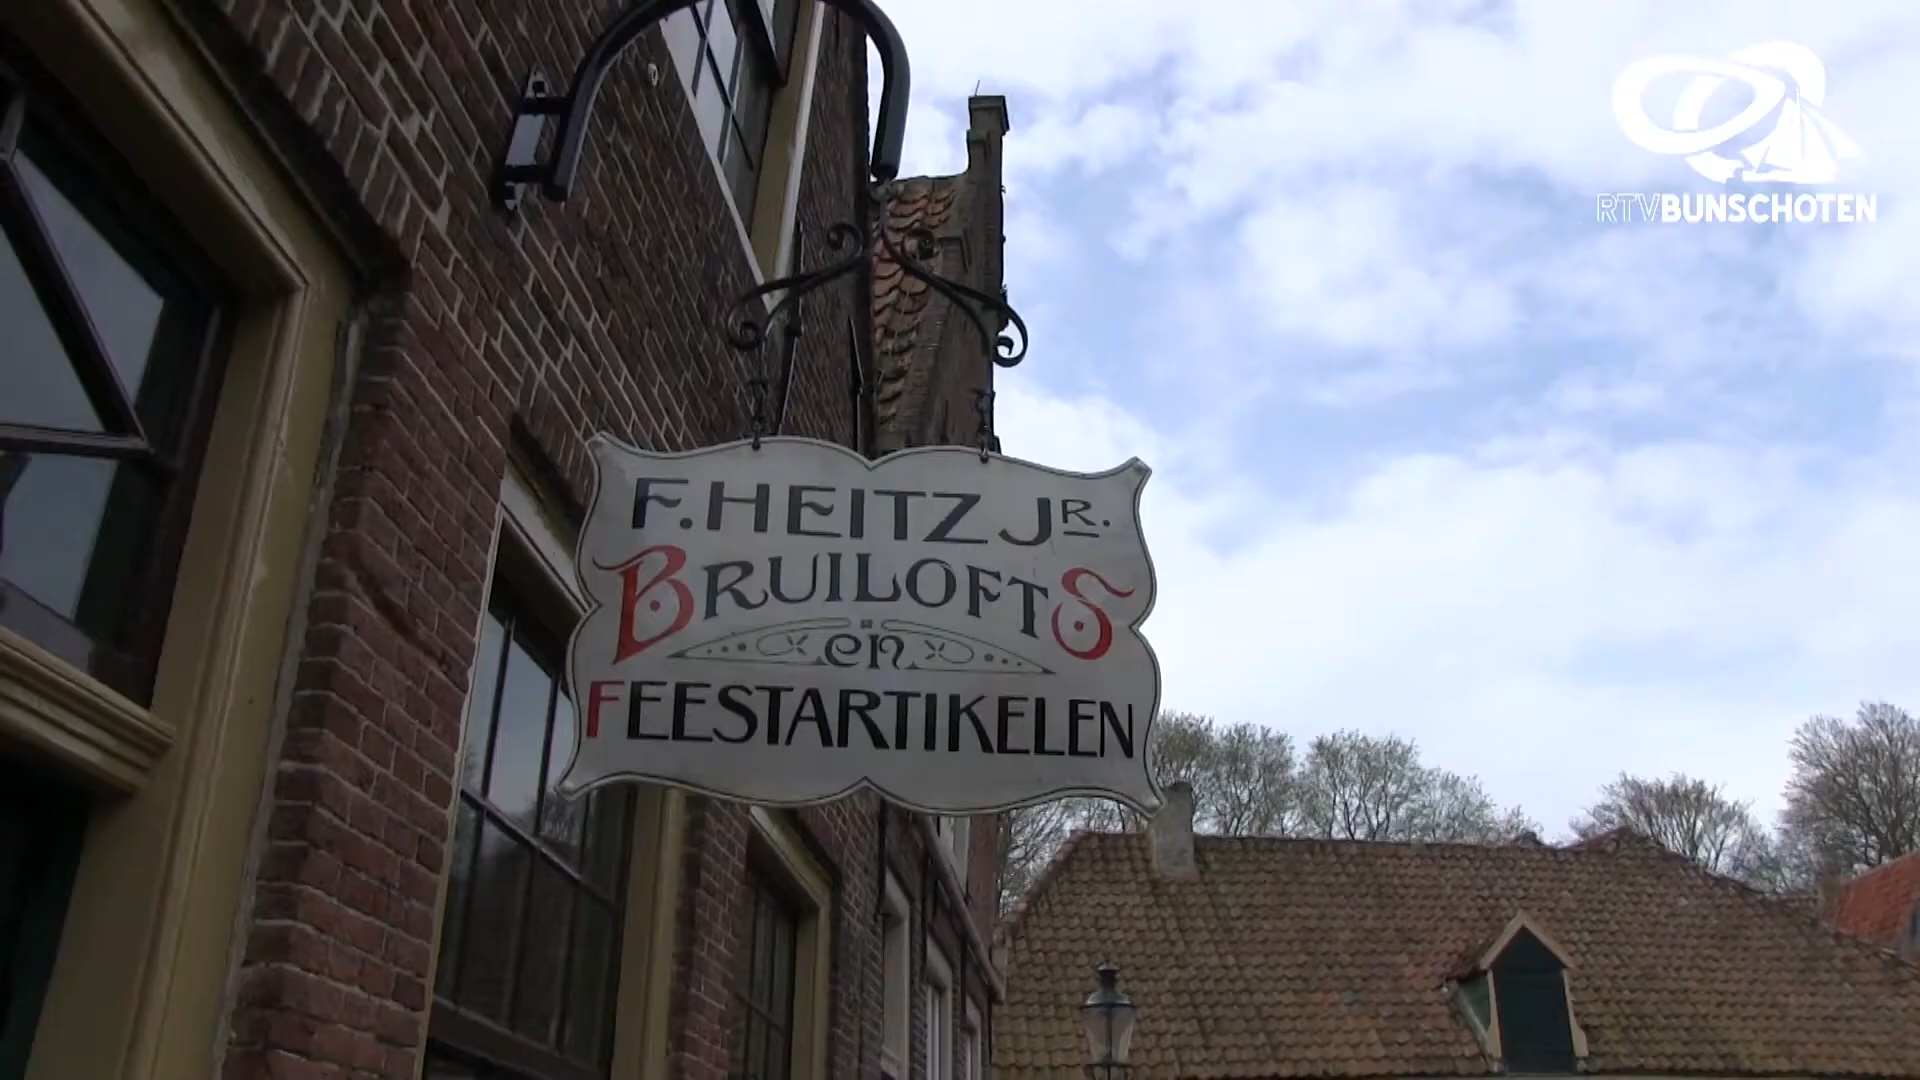 RTVBUNSCHOTEN
F. HEITZ JR.
BRUILOFTS
en
FEESTARTIKELEN